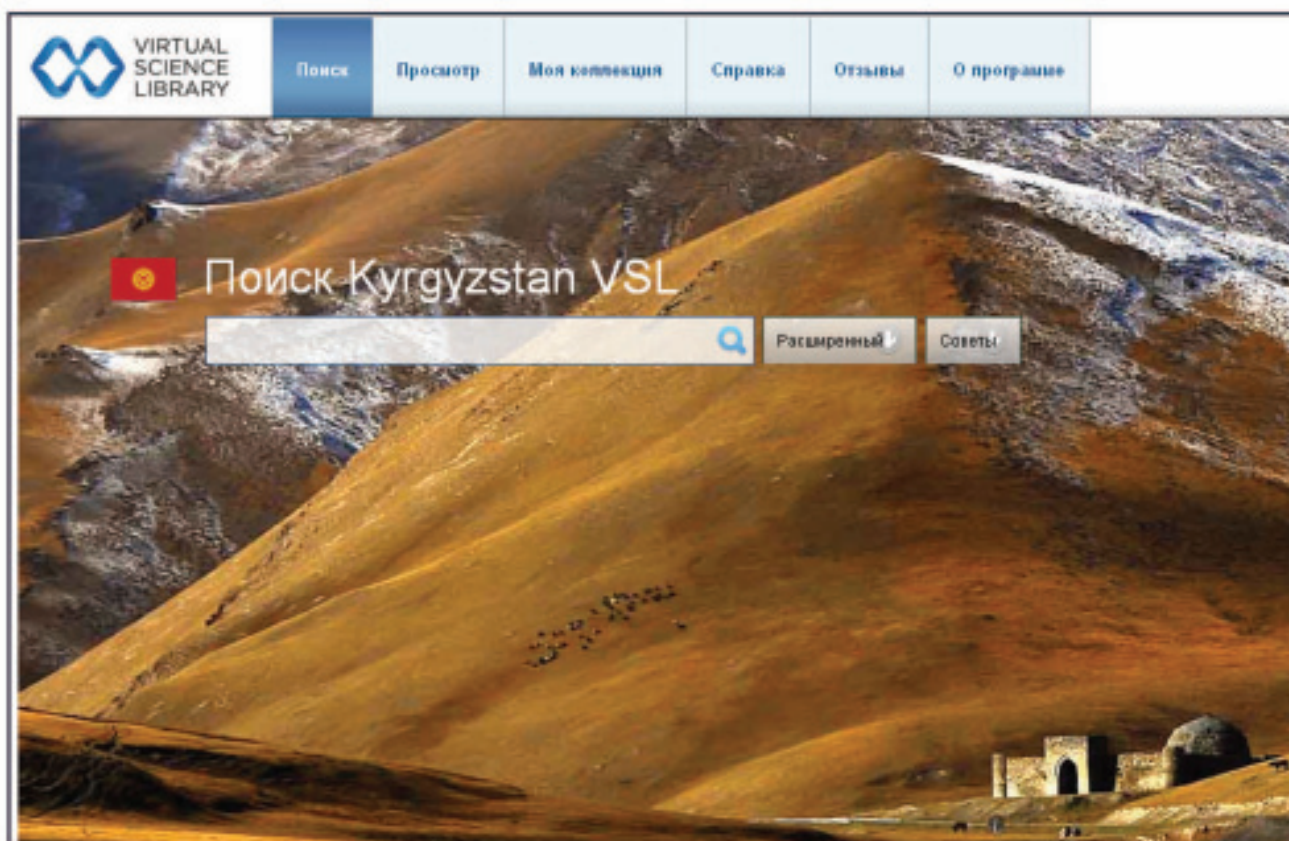 VIRTUAL
SCIENCE
LIBRARY
Поиск
Просмотр
Моя коллекция
Справка
Отзывы
О программе
Поиск Kyrgyzstan VSL
Расширенный
Советы